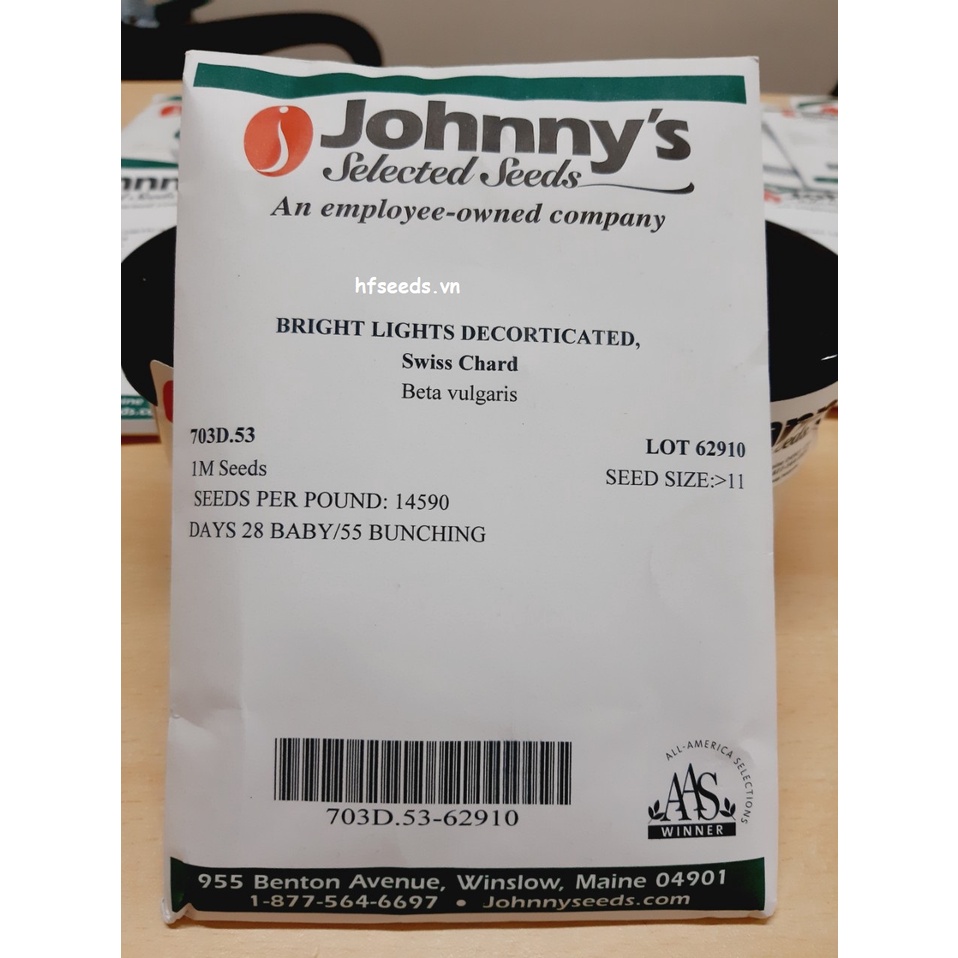 Johnny's
Selected Seeds
An employee-owned company
hfseeds.vn
BRIGHT LIGHTS DECORTICATED,
Swiss Chard
Beta vulgaris
703D.53
LOT 62910
1M Seeds
SEED SIZE:>11
SEEDS PER POUND: 14590
DAYS 28 BABY/55 BUNCHING
ALL-AMERICA SELECTIONS
AAS
WINNER
703D.53-62910
955 Benton Avenue, Winslow, Maine 04901
1-877-564-6697 • Johnnyseeds.com